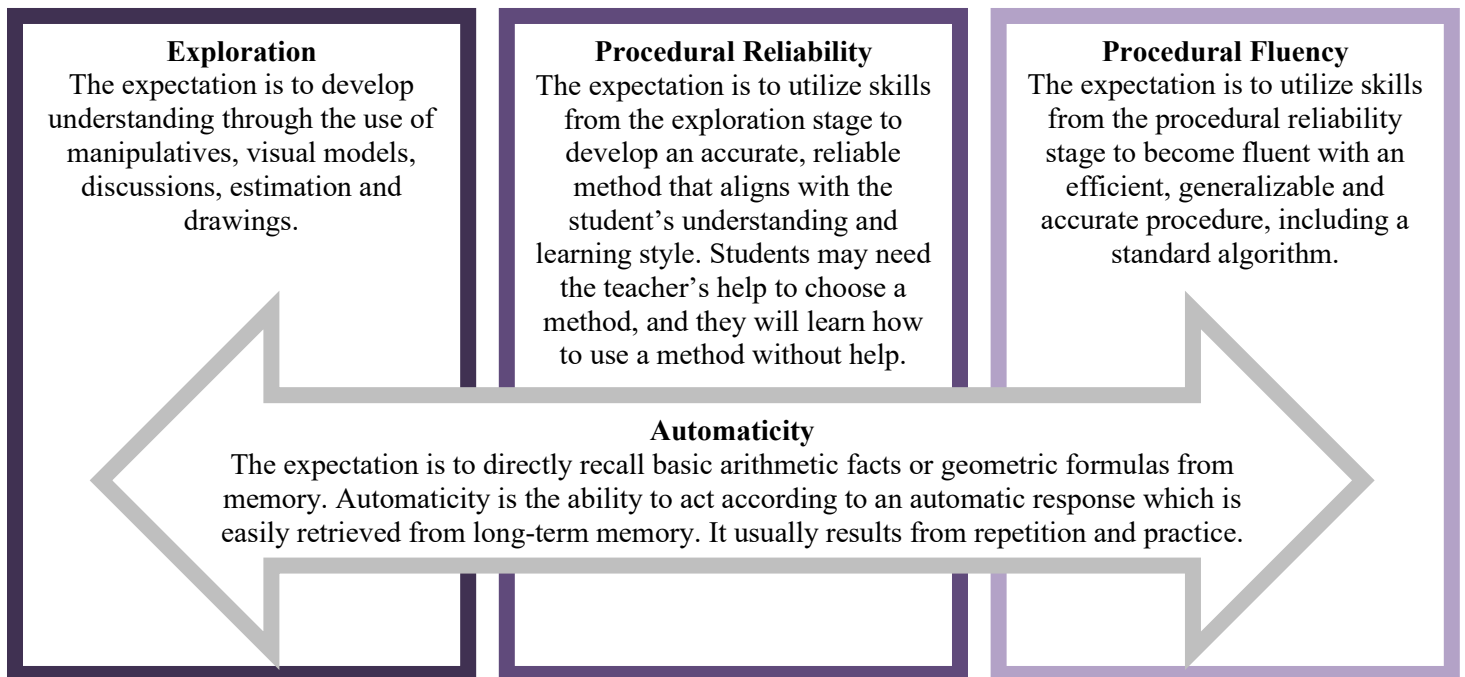 Exploration
The expectation is to develop
understanding through the use of
manipulatives, visual models,
discussions, estimation and
drawings.
Procedural Reliability
The expectation is to utilize skills
from the exploration stage to
develop an accurate, reliable
method that aligns with the
student’s understanding and
learning style. Students may need
the teacher’s help to choose a
method, and they will learn how
to use a method without help.
Procedural Fluency
The expectation is to utilize skills
from the procedural reliability
stage to become fluent with an
efficient, generalizable and
accurate procedure, including a
standard algorithm.
Automaticity
The expectation is to directly recall basic arithmetic facts or geometric formulas from
memory. Automaticity is the ability to act according to an automatic response which is
easily retrieved from long-term memory. It usually results from repetition and practice.